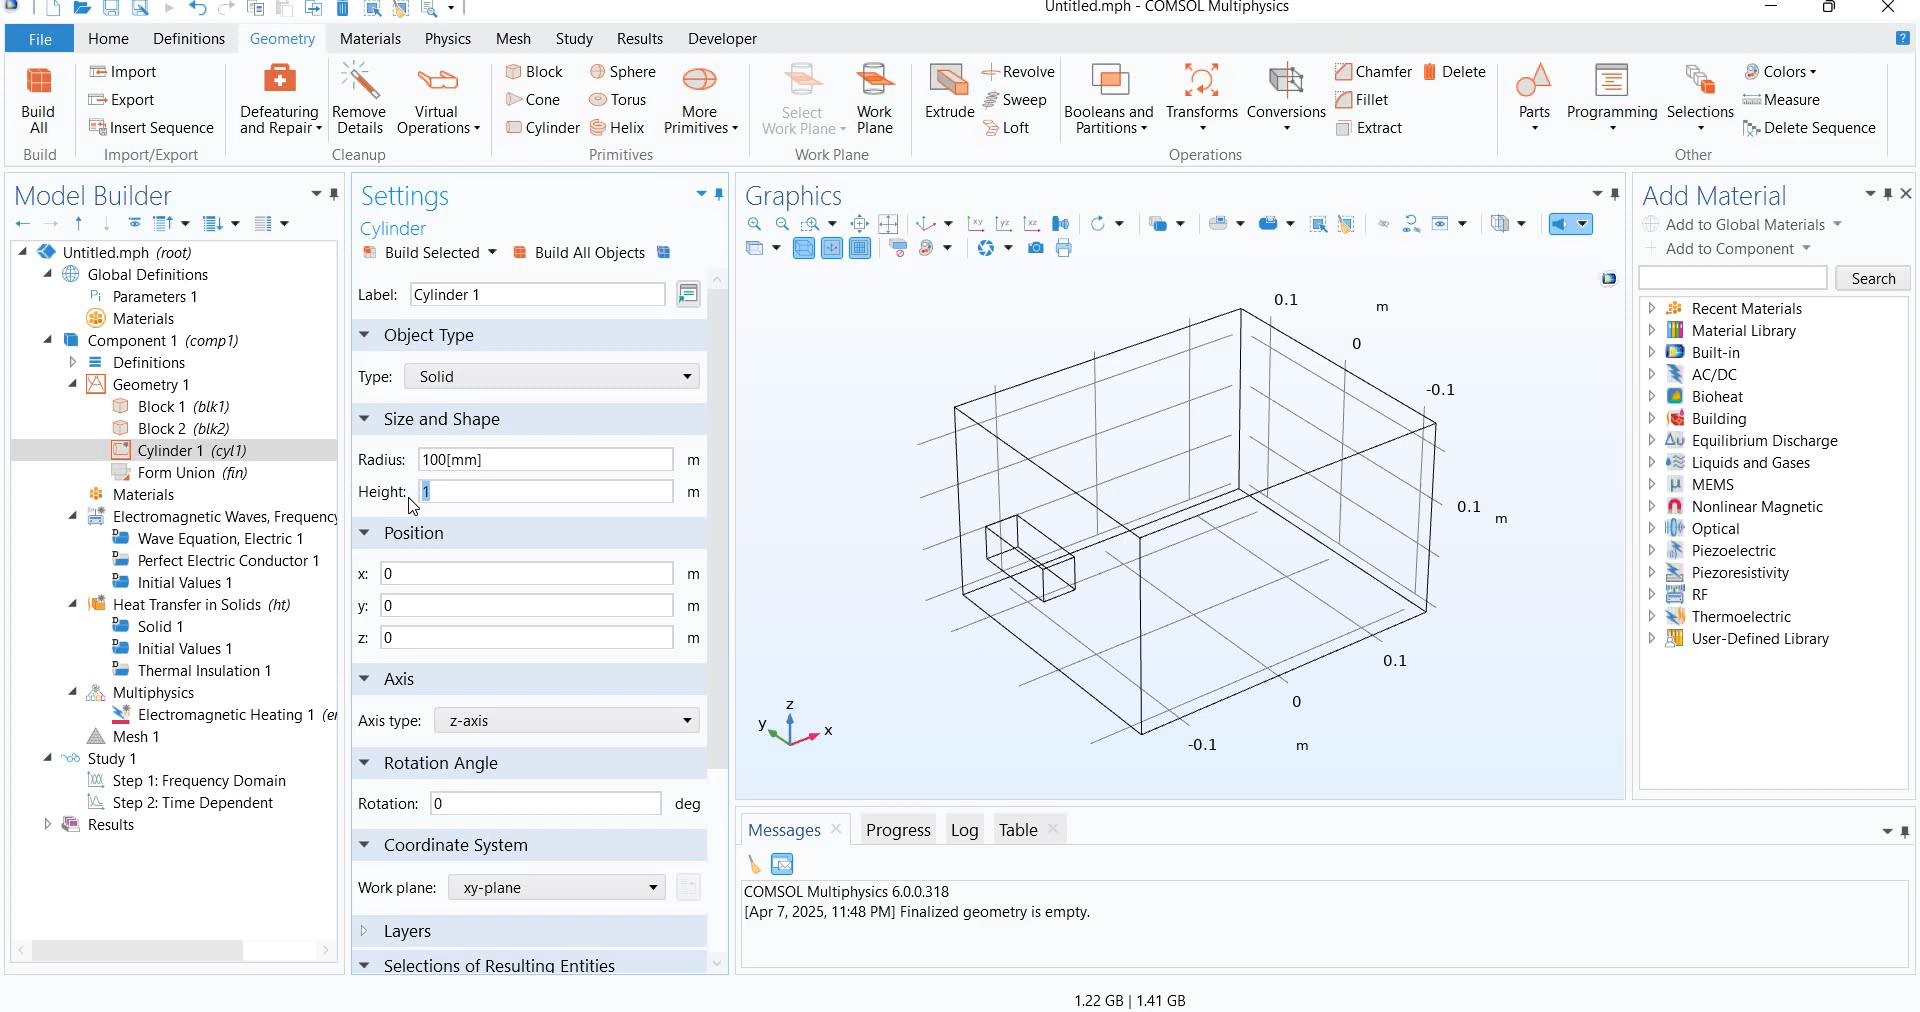 Untitled.mph - COMSOL Multiphysics
File Home Definitions Geometry Materials Physics Mesh Study Results Developer
Build All
Build
Import
Export
Insert Sequence
Import/Export
Defeaturing and Repair
Remove Details
Virtual Operations
Cleanup
Block
Cone
Cylinder
Sphere
Torus
Helix
More Primitives
Primitives
Select Work Plane
Work Plane
Work Plane
Extrude
Revolve
Sweep
Loft
Booleans and Partitions
Transforms
Conversions
Chamfer
Fillet
Extract
Delete
Operations
Parts
Programming
Selections
Colors
Measure
Delete Sequence
Other
Model Builder
Untitled.mph (root)
Global Definitions
Pi Parameters 1
Materials
Component 1 (comp1)
Definitions
Geometry 1
Block 1 (blk1)
Block 2 (blk2)
Cylinder 1 (cyl1)
Form Union (fin)
Materials
Electromagnetic Waves, Frequency
Wave Equation, Electric 1
Perfect Electric Conductor 1
Initial Values 1
Heat Transfer in Solids (ht)
Solid 1
Initial Values 1
Thermal Insulation 1
Multiphysics
Electromagnetic Heating 1 (e
Mesh 1
Study 1
Step 1: Frequency Domain
Step 2: Time Dependent
Results
Settings
Cylinder
Build Selected Build All Objects
Label: Cylinder 1
Object Type
Type: Solid
Size and Shape
Radius: 100[mm] m
Height: 1 m
Position
x: 0 m
y: 0 m
z: 0 m
Axis
Axis type: z-axis
Rotation Angle
Rotation: 0 deg
Coordinate System
Work plane: xy-plane
Layers
Selections of Resulting Entities
Graphics
xy yz xz
0.1 m
0
-0.1
0.1 m
0.1
0
-0.1 m
z
y x
Messages Progress Log Table
COMSOL Multiphysics 6.0.0.318
[Apr 7, 2025, 11:48 PM] Finalized geometry is empty.
Add Material
Add to Global Materials
+ Add to Component
Search
Recent Materials
Material Library
Built-in
AC/DC
Bioheat
Building
Equilibrium Discharge
Liquids and Gases
MEMS
Nonlinear Magnetic
Optical
Piezoelectric
Piezoresistivity
RF
Thermoelectric
User-Defined Library
1.22 GB | 1.41 GB